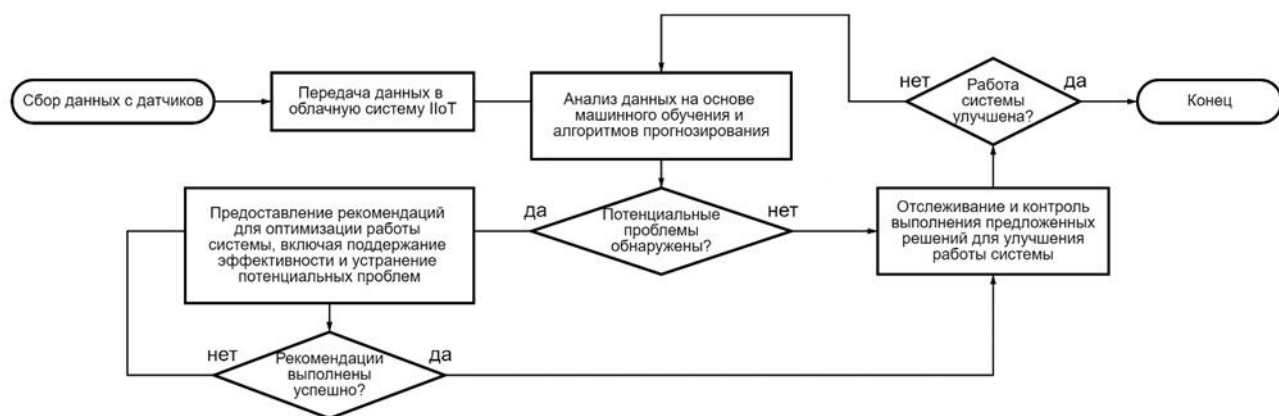 Сбор данных с датчиков
Передача данных в
облачную систему IIoT
Анализ данных на основе
машинного обучения и
алгоритмов прогнозирования
нет
Работа
системы
улучшена?
да
Конец
Предоставление рекомендаций
для оптимизации работы
системы, включая поддержание
эффективности и устранение
потенциальных проблем
да
Потенциальные
проблемы
обнаружены?
нет
Отслеживание и контроль
выполнения предложенных
решений для улучшения
работы системы
нет
Рекомендации
выполнены
успешно?
да